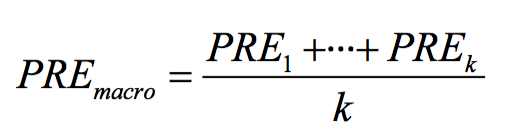 PRE_macro = (PRE_1 +···+ PRE_k) / k